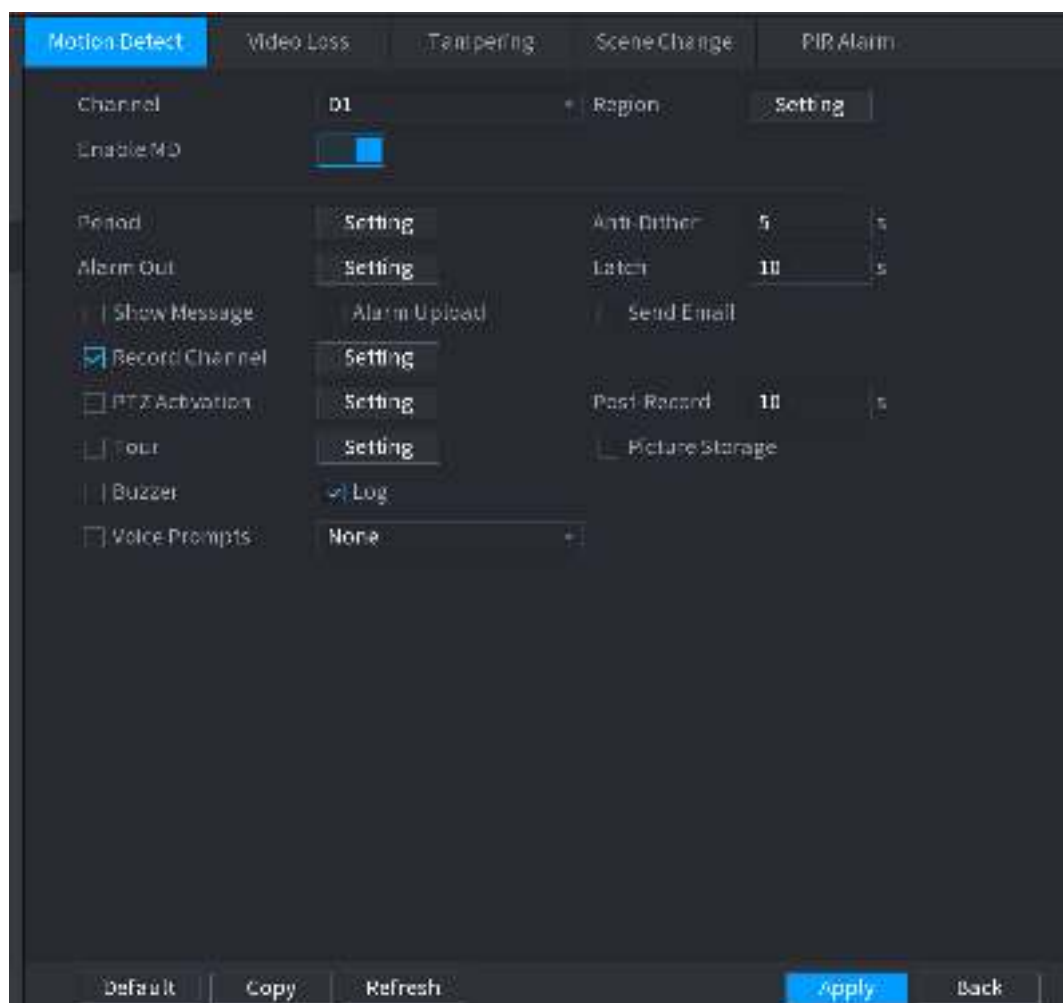 Motion Detect Video Loss Tampering Scene Change PIR Alarm
Channel D1 Region Setting
Enable MD
Period Setting Anti-Dither 5 s
Alarm Out Setting Latch 10 s
Show Message Alarm Upload Send Email
Record Channel Setting
PTZ Activation Setting Post-Record 10 s
Tour Setting Picture Storage
Buzzer Log
Voice Prompts None
Default Copy Refresh Apply Back